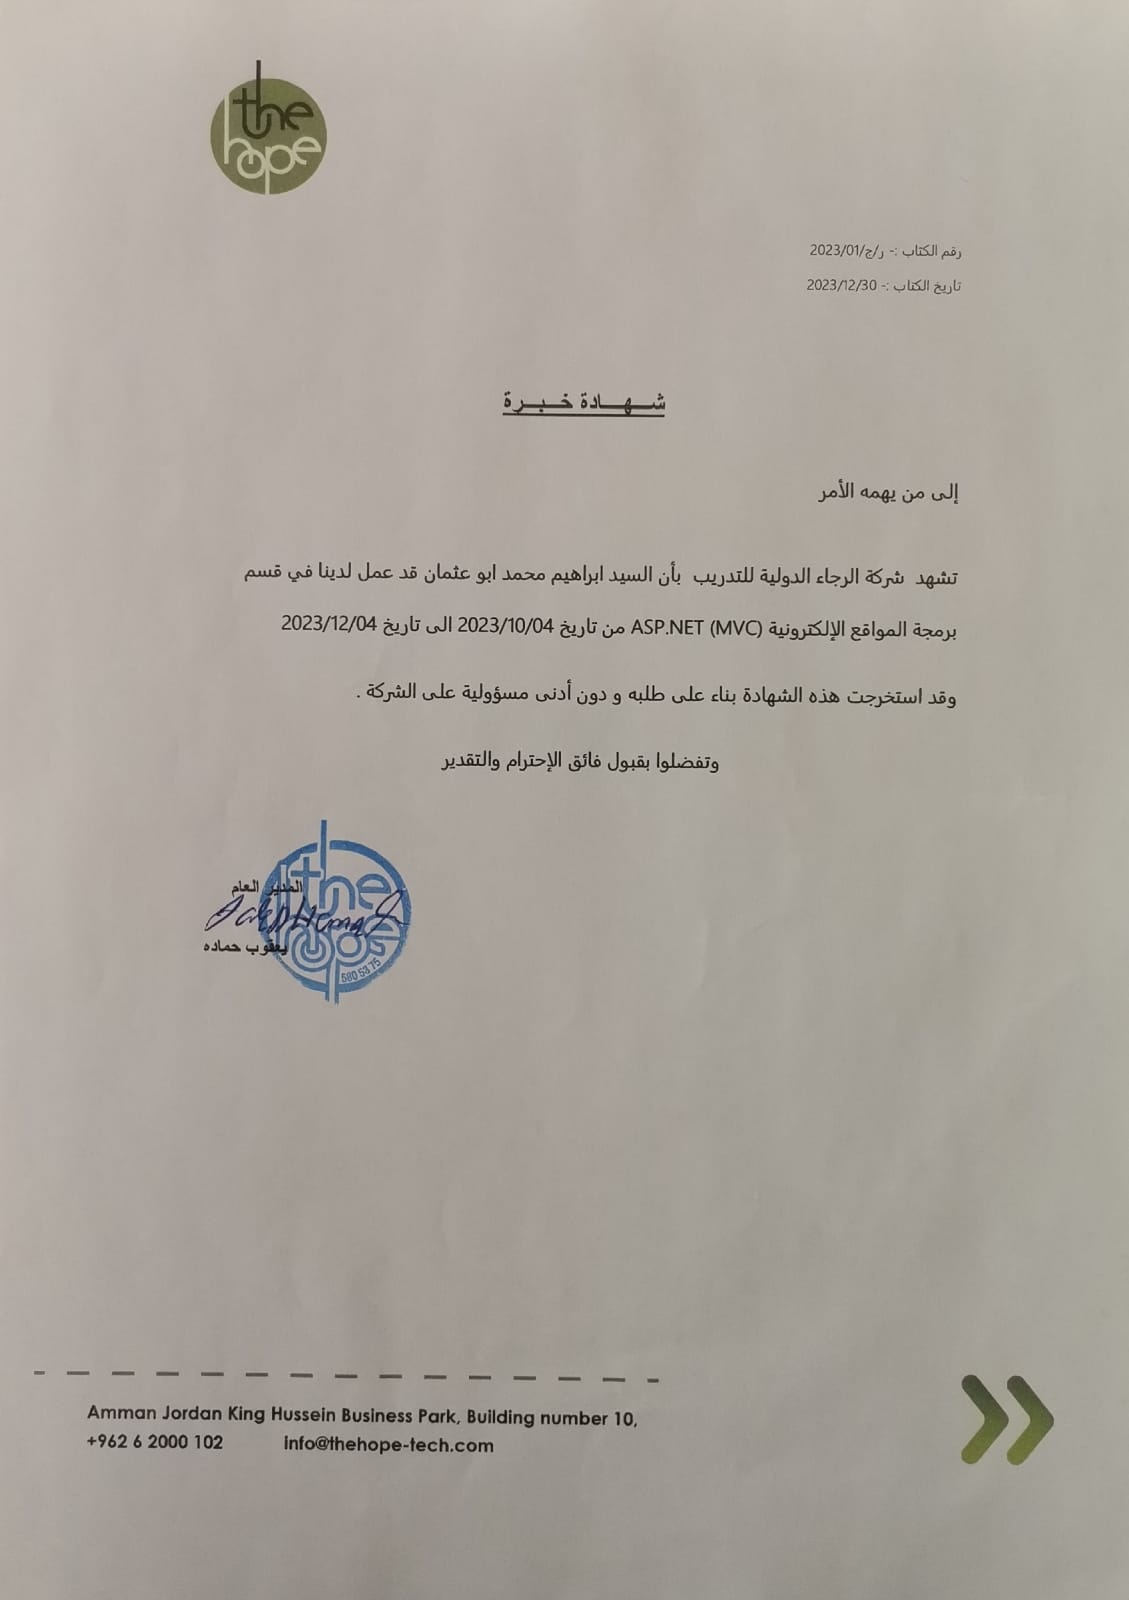 the
hope
رقم الكتاب :- ر/ج/2023/01
تاريخ الكتاب :- 2023/12/30
شـــهـــادة خـــبـــرة
إلى من يهمه الأمر
تشهد شركة الرجاء الدولية للتدريب بأن السيد ابراهيم محمد ابو عثمان قد عمل لدينا في قسم
برمجة المواقع الإلكترونية ASP.NET (MVC) من تاريخ 2023/10/04 الى تاريخ 2023/12/04
وقد استخرجت هذه الشهادة بناء على طلبه و دون أدنى مسؤولية على الشركة .
وتفضلوا بقبول فائق الإحترام والتقدير
المدير العام
يعقوب حماده
the
hope
580 53 75
Amman Jordan King Hussein Business Park, Building number 10,
+962 6 2000 102 info@thehope-tech.com